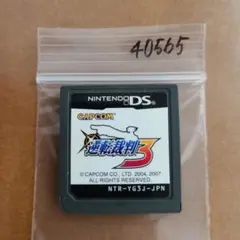 40565
NINTENDO DS
CAPCOM
逆転裁判3
© CAPCOM CO., LTD. 2004, 2007
ALL RIGHTS RESERVED.
NTR-YG3J-JPN